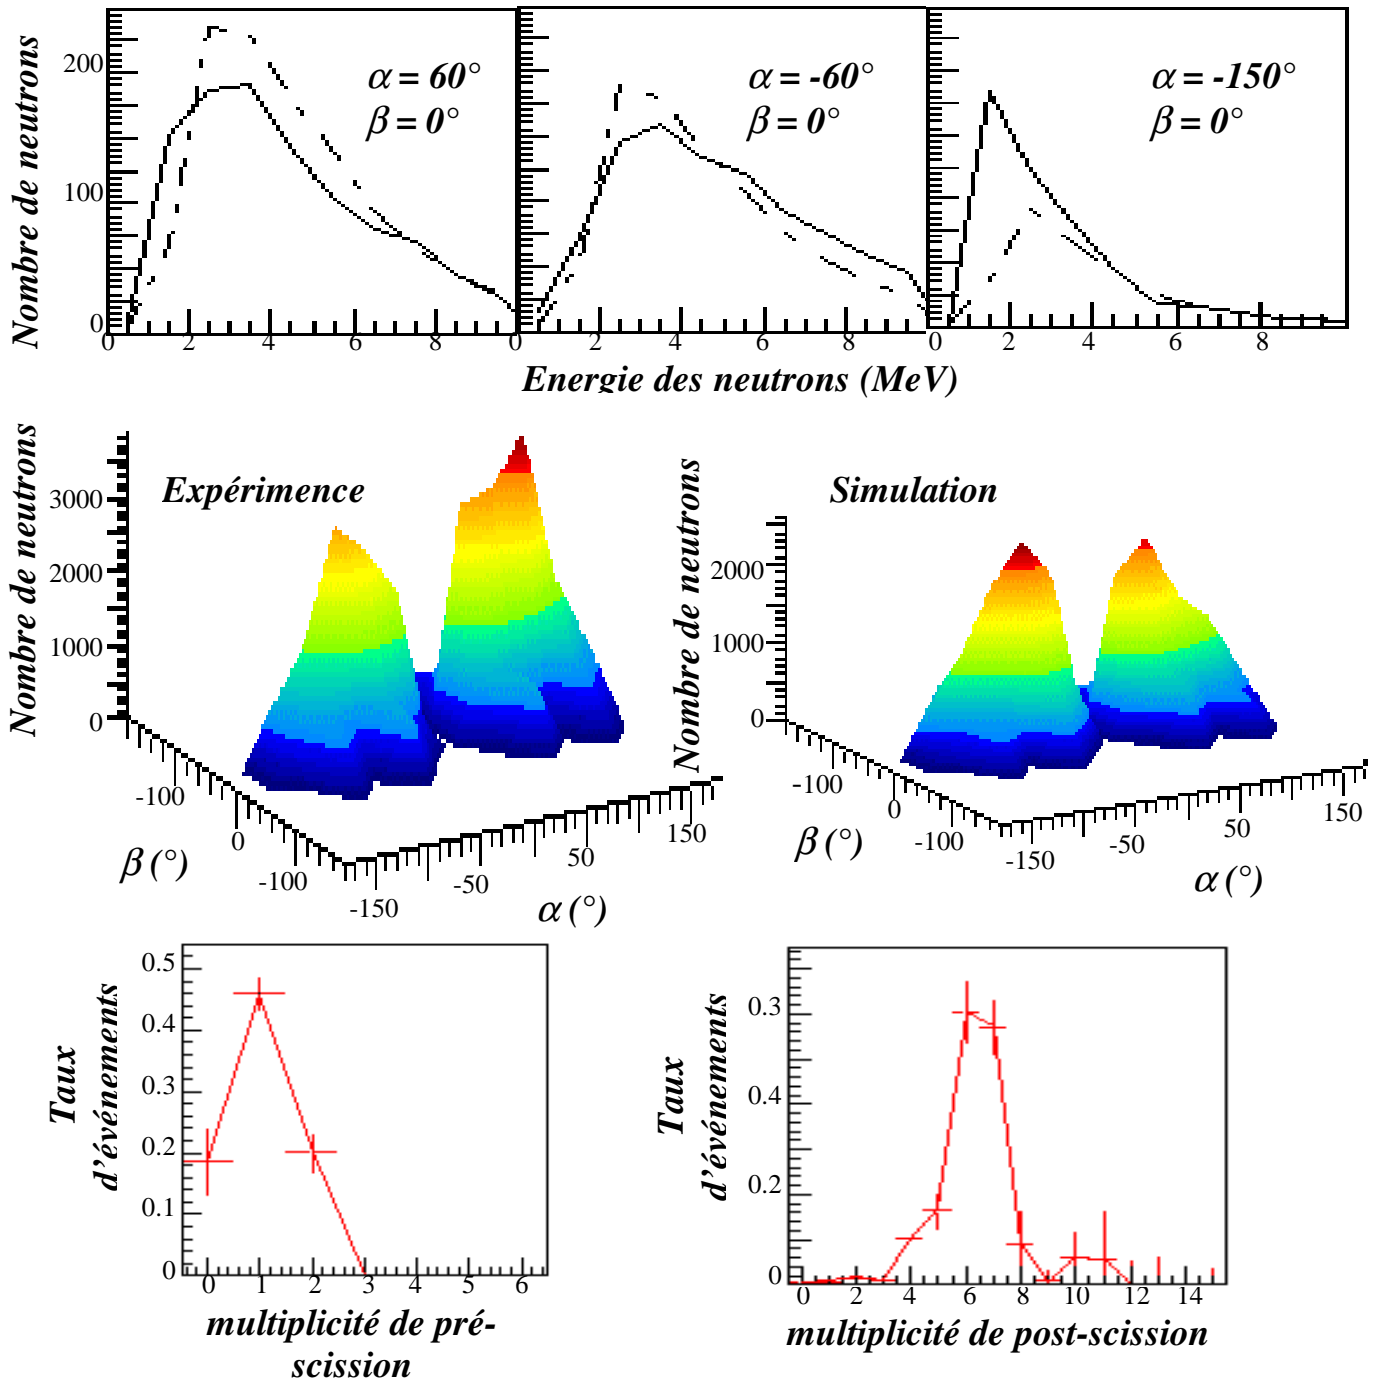 Nombre de neutrons
200
100
0
α = 60°
β = 0°
α = -60°
β = 0°
α = -150°
β = 0°
0 2 4 6 8 0 2 4 6 8 0 2 4 6 8
Energie des neutrons (MeV)
Nombre de neutrons
3000
2000
1000
0
Expérimence
-100
0
-100
β (°)
-150
-50
50
150
α (°)
Nombre de neutrons
2000
1000
0
Simulation
-100
0
-100
β (°)
-150
-50
50
150
α (°)
Taux
d'événements
0.5
0.4
0.3
0.2
0.1
0
0 1 2 3 4 5 6
multiplicité de pré-
scission
Taux
d'événements
0.3
0.4
0.2
0
0 2 4 6 8 10 12 14
multiplicité de post-scission